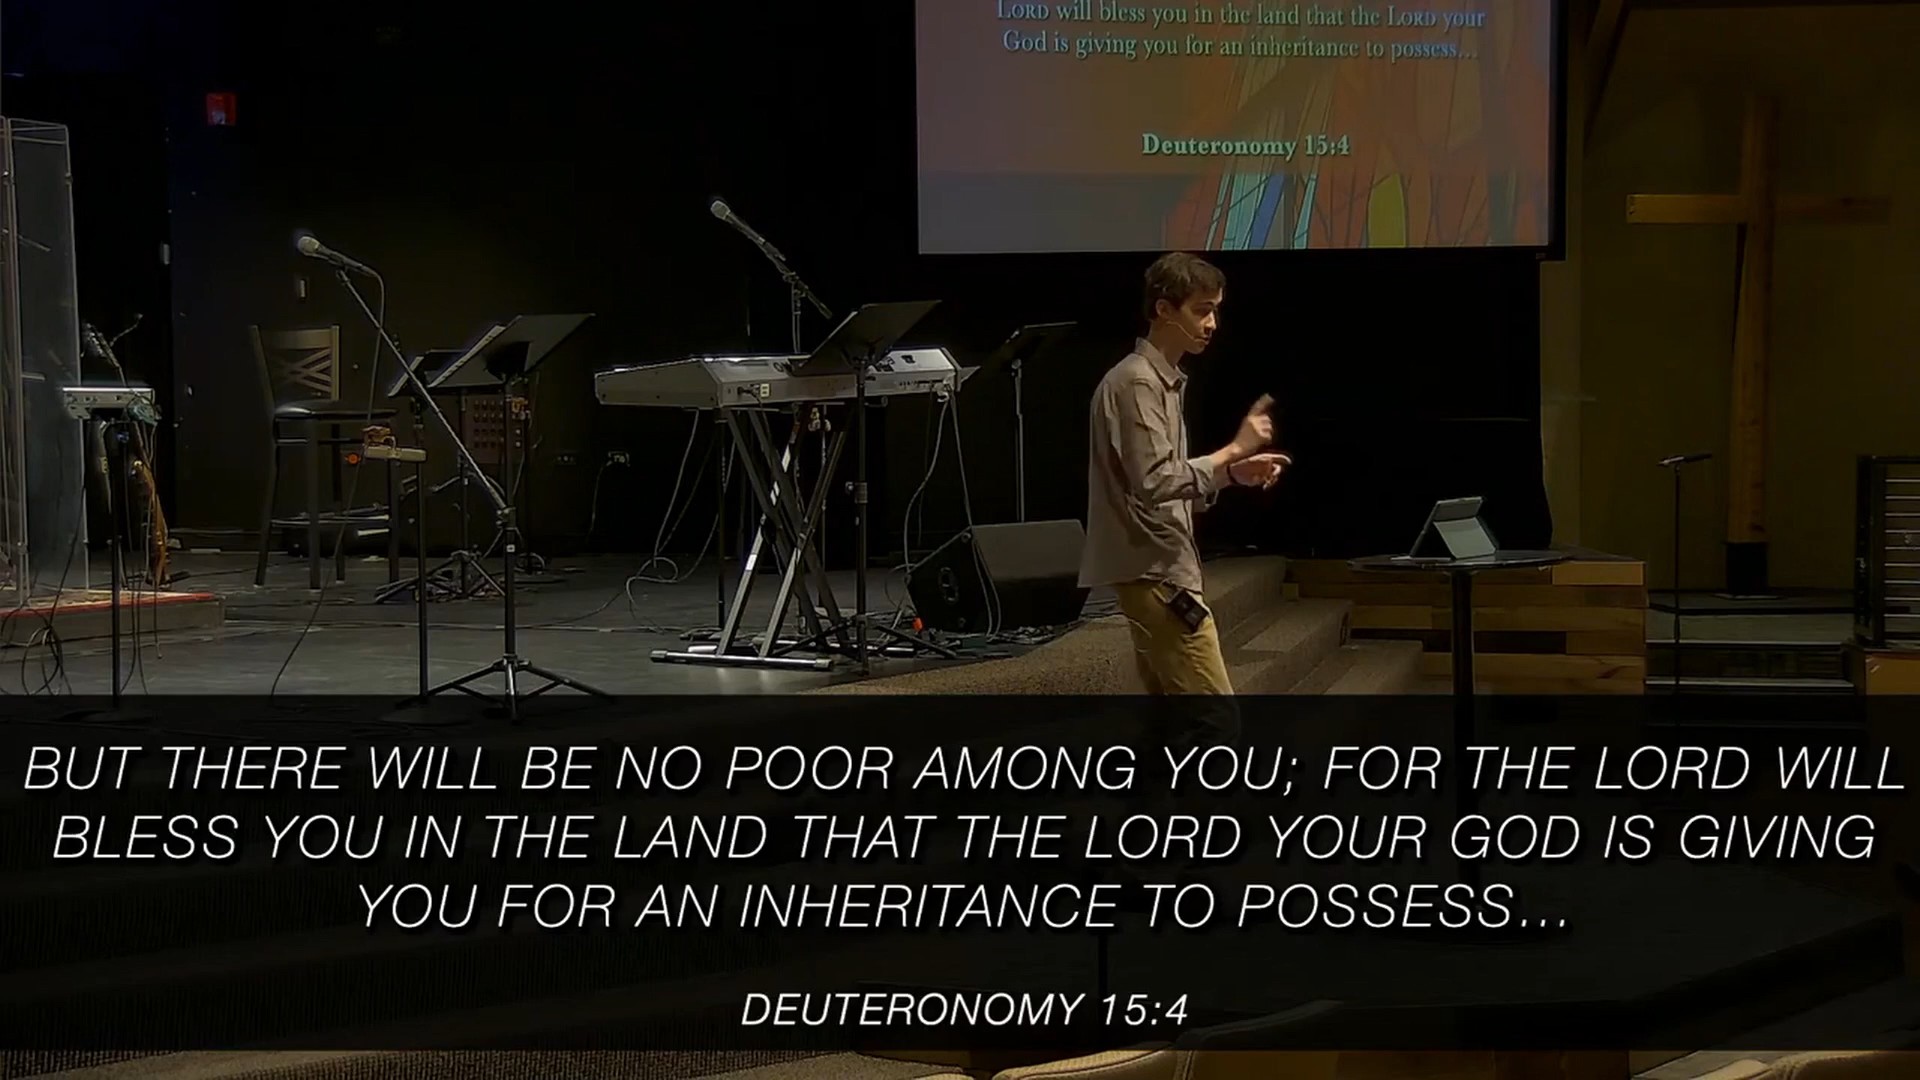 LORD will bless you in the land that the LORD your
God is giving you for an inheritance to possess...
Deuteronomy 15:4
BUT THERE WILL BE NO POOR AMONG YOU; FOR THE LORD WILL
BLESS YOU IN THE LAND THAT THE LORD YOUR GOD IS GIVING
YOU FOR AN INHERITANCE TO POSSESS...
DEUTERONOMY 15:4